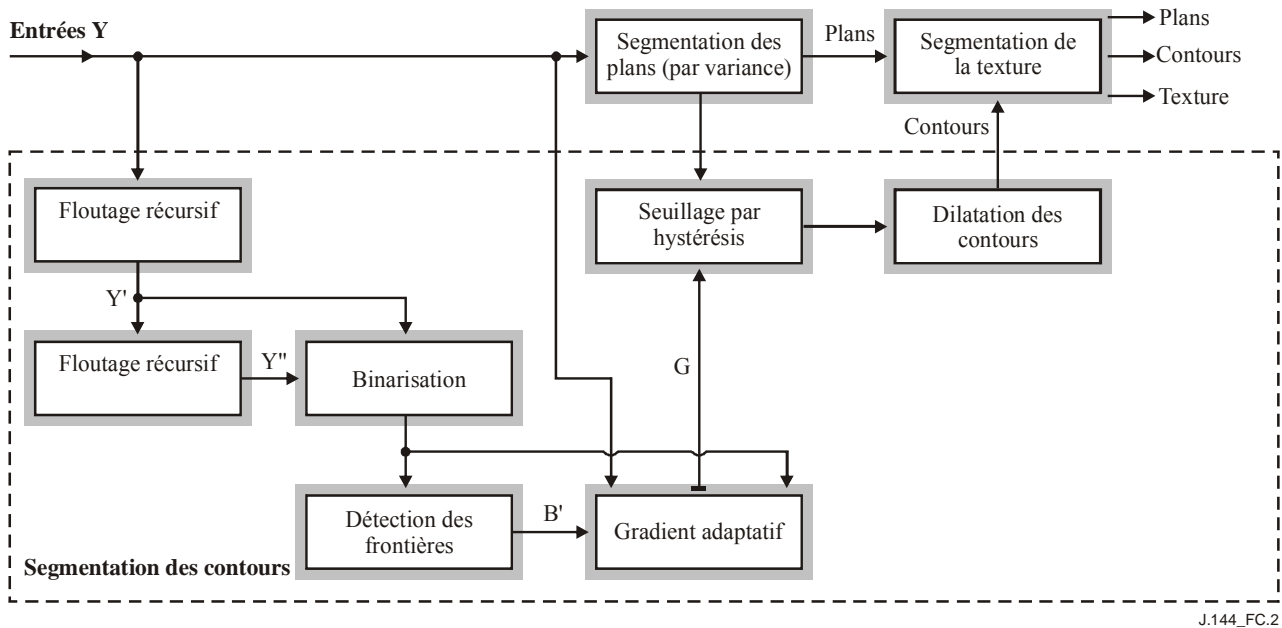 Entrées Y
Segmentation des
plans (par variance)
Plans
Segmentation de
la texture
Plans
Contours
Texture
Contours
Floutage récursif
Seuillage par
hystérésis
Dilatation des
contours
Y'
Floutage récursif
Y"
Binarisation
G
Détection des
frontières
B'
Gradient adaptatif
Segmentation des contours
J.144_FC.2